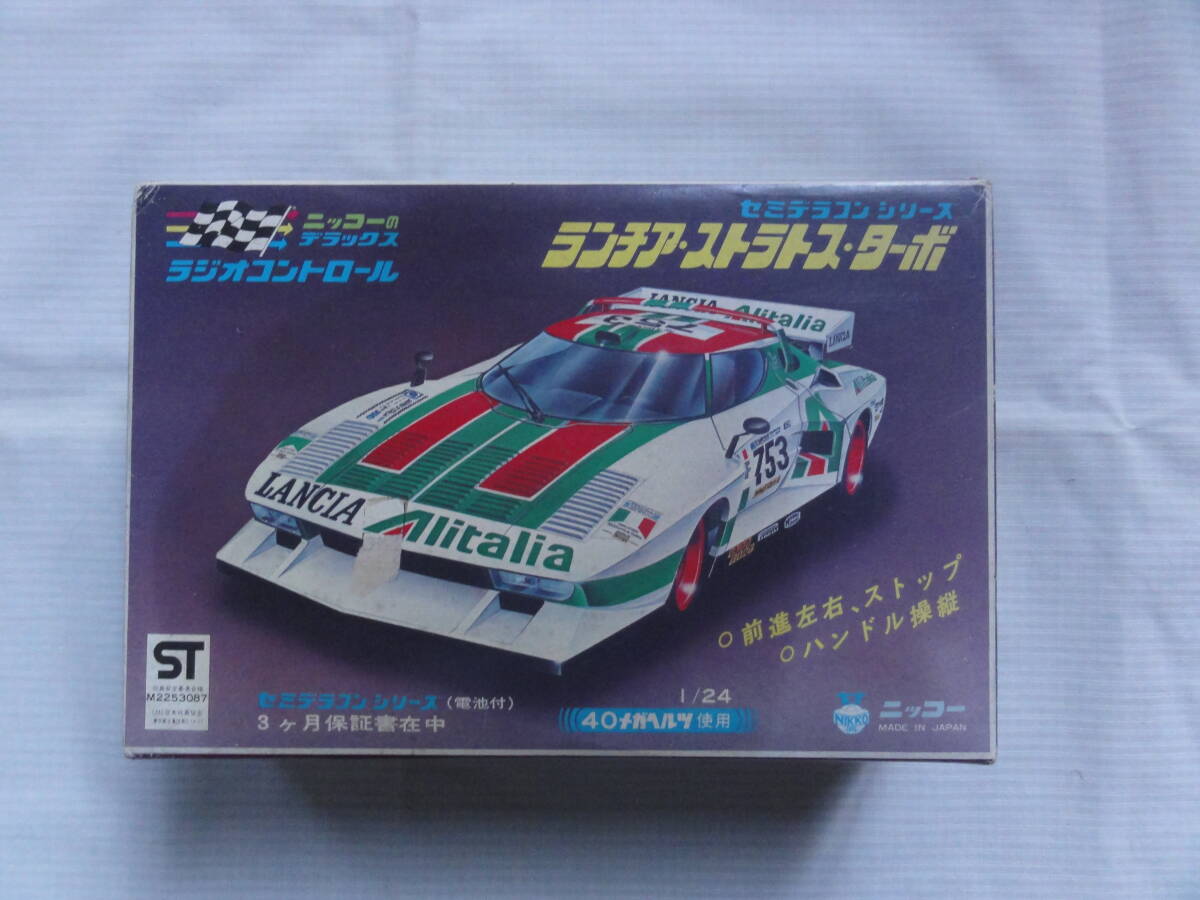 ニッコーの
デラックス
ラジオコントロール
セミデラコン シリーズ
ランチア・ストラトス・ターボ
LANCIA Alitalia
LANCIA
Alitalia
753
LANCIA
Alitalia
○前進左右、ストップ
○ハンドル操縦
ST
M2253087
セミデラコン シリーズ (電池付)
3ヶ月保証書在中
1/24
40メガヘルツ使用
NIKKO
ニッコー
MADE IN JAPAN